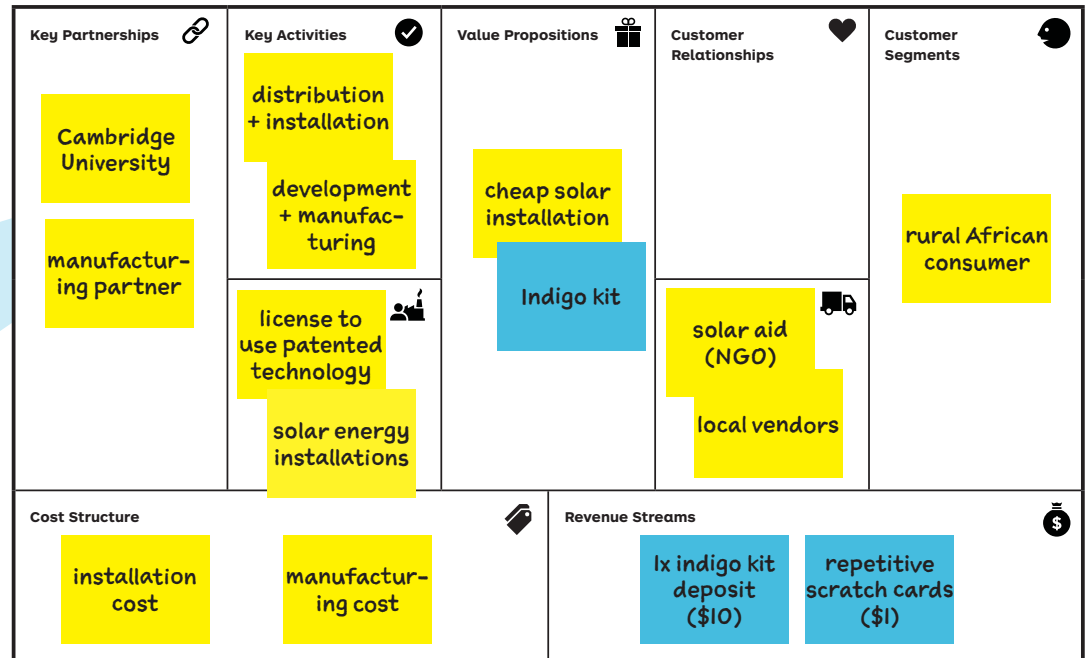 Key Partnerships
Cambridge
University
manufactur-
ing partner
Key Activities
distribution
+ installation
development
+ manufac-
turing
license to
use patented
technology
solar energy
installations
Value Propositions
cheap solar
installation
Indigo kit
Customer
Relationships
solar aid
(NGO)
local vendors
Customer
Segments
rural African
consumer
Cost Structure
installation
cost
manufactur-
ing cost
Revenue Streams
1x indigo kit
deposit
($10)
repetitive
scratch cards
($1)
$